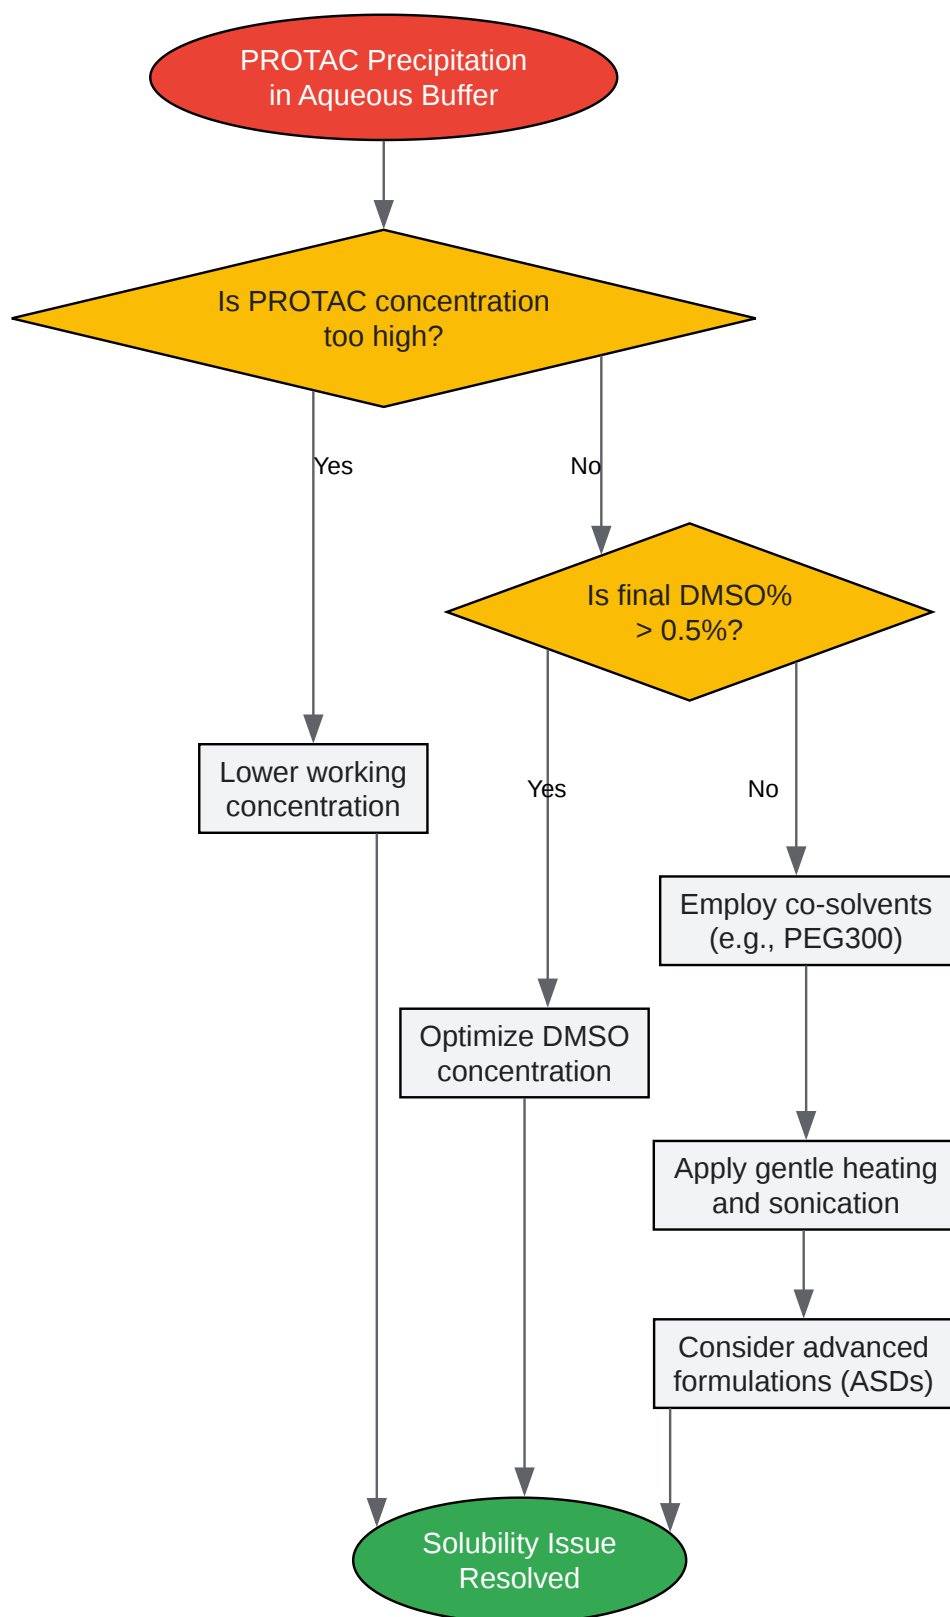 PROTAC Precipitation
in Aqueous Buffer
Is PROTAC concentration
too high?
Yes
No
Is final DMSO%
> 0.5%?
Lower working
concentration
Yes
No
Employ co-solvents
(e.g., PEG300)
Optimize DMSO
concentration
Apply gentle heating
and sonication
Consider advanced
formulations (ASDs)
Solubility Issue
Resolved